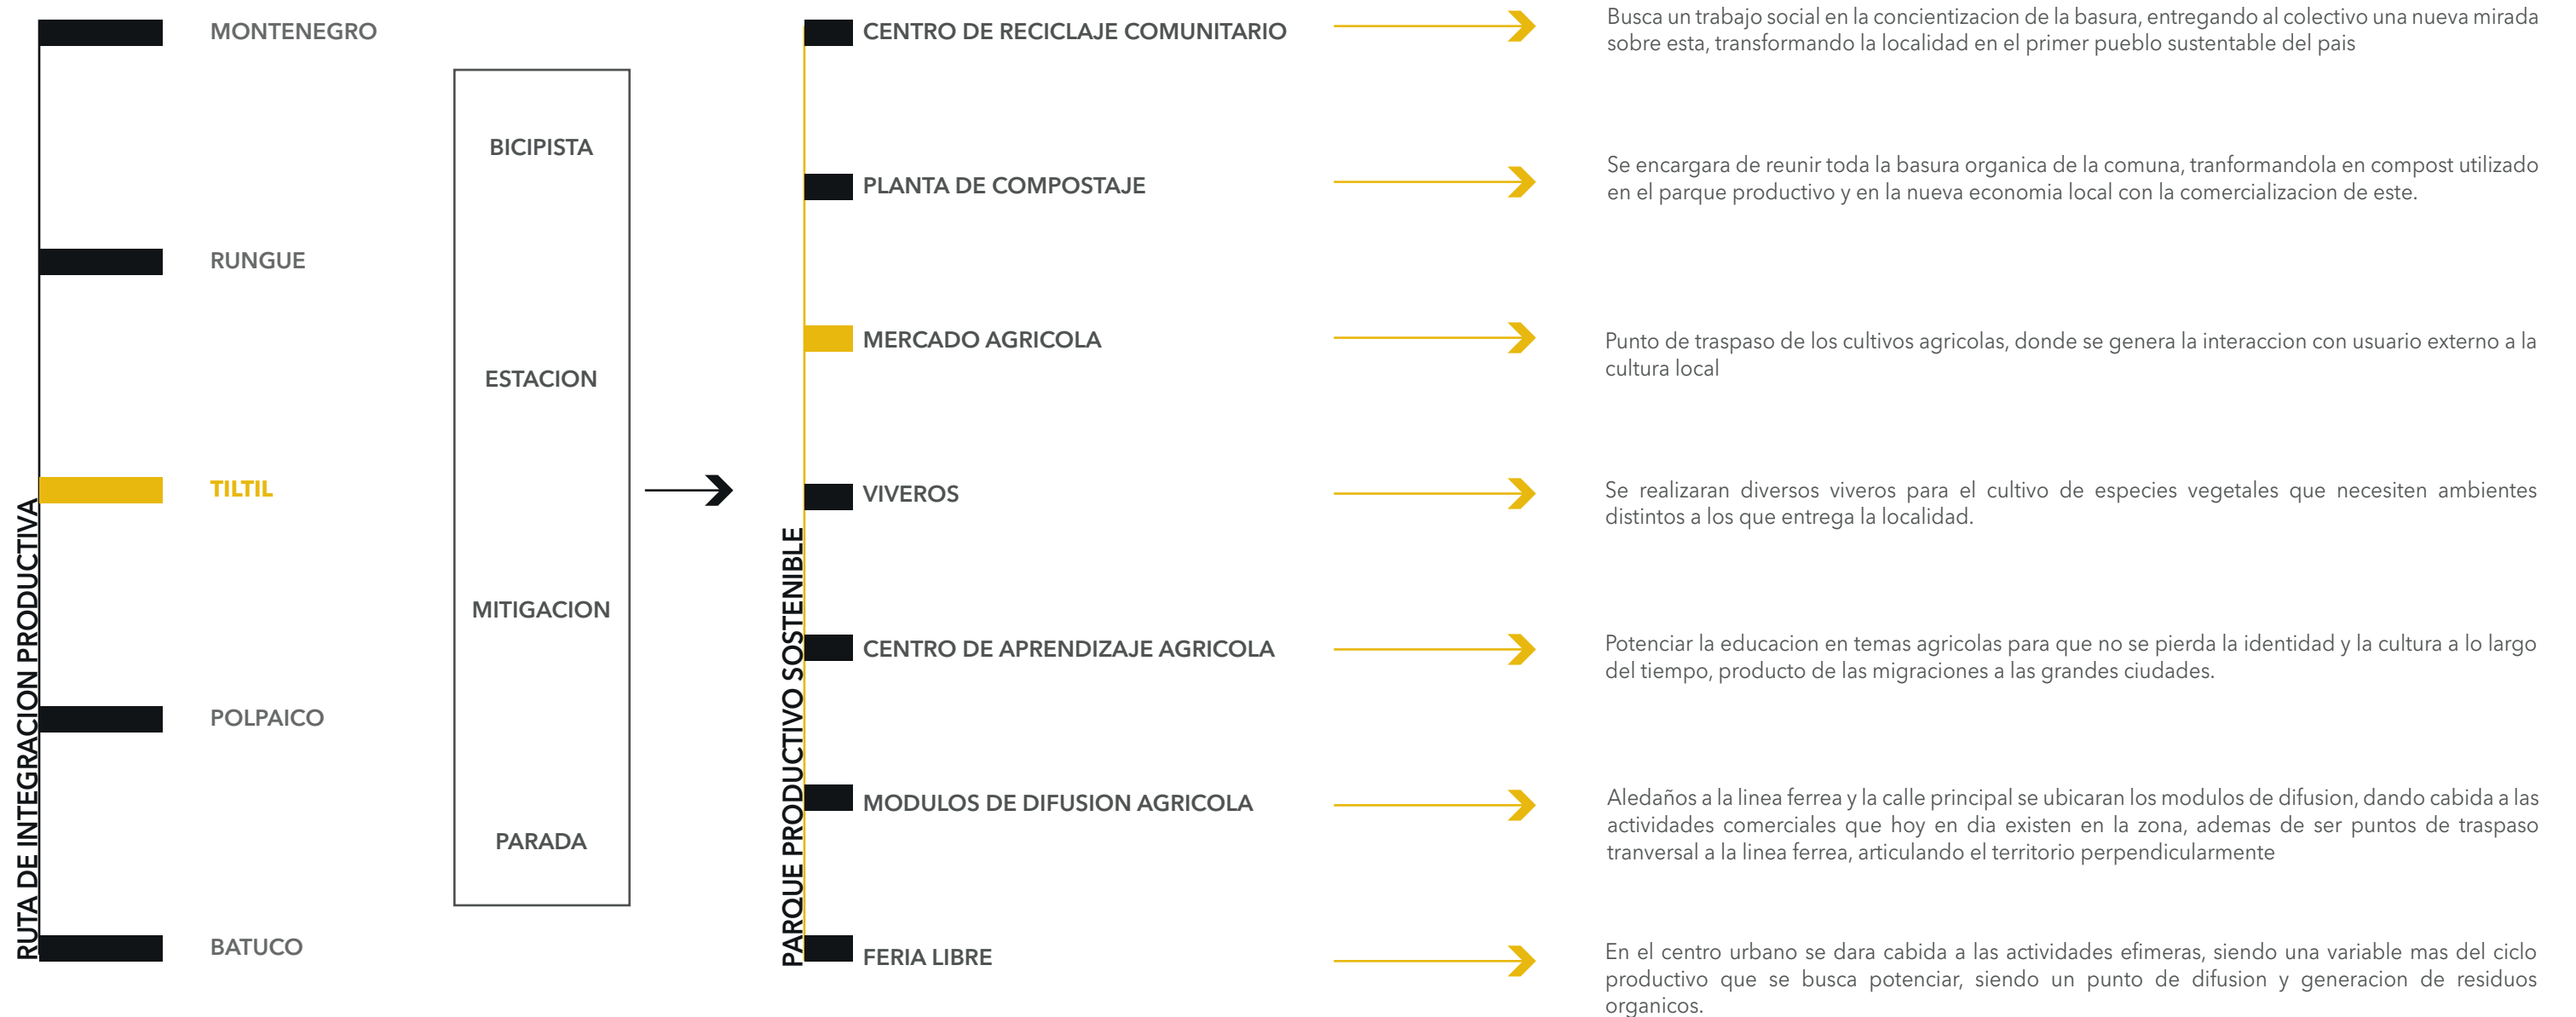 RUTA DE INTEGRACION PRODUCTIVA
MONTENEGRO
RUNGUE
TILTIL
POLPAICO
BATUCO
BICIPISTA
ESTACION
MITIGACION
PARADA
PARQUE PRODUCTIVO SOSTENIBLE
CENTRO DE RECICLAJE COMUNITARIO
Busca un trabajo social en la concientizacion de la basura, entregando al colectivo una nueva mirada
sobre esta, transformando la localidad en el primer pueblo sustentable del pais
PLANTA DE COMPOSTAJE
Se encargara de reunir toda la basura organica de la comuna, tranformandola en compost utilizado
en el parque productivo y en la nueva economia local con la comercializacion de este.
MERCADO AGRICOLA
Punto de traspaso de los cultivos agricolas, donde se genera la interaccion con usuario externo a la
cultura local
VIVEROS
Se realizaran diversos viveros para el cultivo de especies vegetales que necesiten ambientes
distintos a los que entrega la localidad.
CENTRO DE APRENDIZAJE AGRICOLA
Potenciar la educacion en temas agricolas para que no se pierda la identidad y la cultura a lo largo
del tiempo, producto de las migraciones a las grandes ciudades.
MODULOS DE DIFUSION AGRICOLA
Aledaños a la linea ferrea y la calle principal se ubicaran los modulos de difusion, dando cabida a las
actividades comerciales que hoy en dia existen en la zona, ademas de ser puntos de traspaso
tranversal a la linea ferrea, articulando el territorio perpendicularmente
FERIA LIBRE
En el centro urbano se dara cabida a las actividades efimeras, siendo una variable mas del ciclo
productivo que se busca potenciar, siendo un punto de difusion y generacion de residuos
organicos.